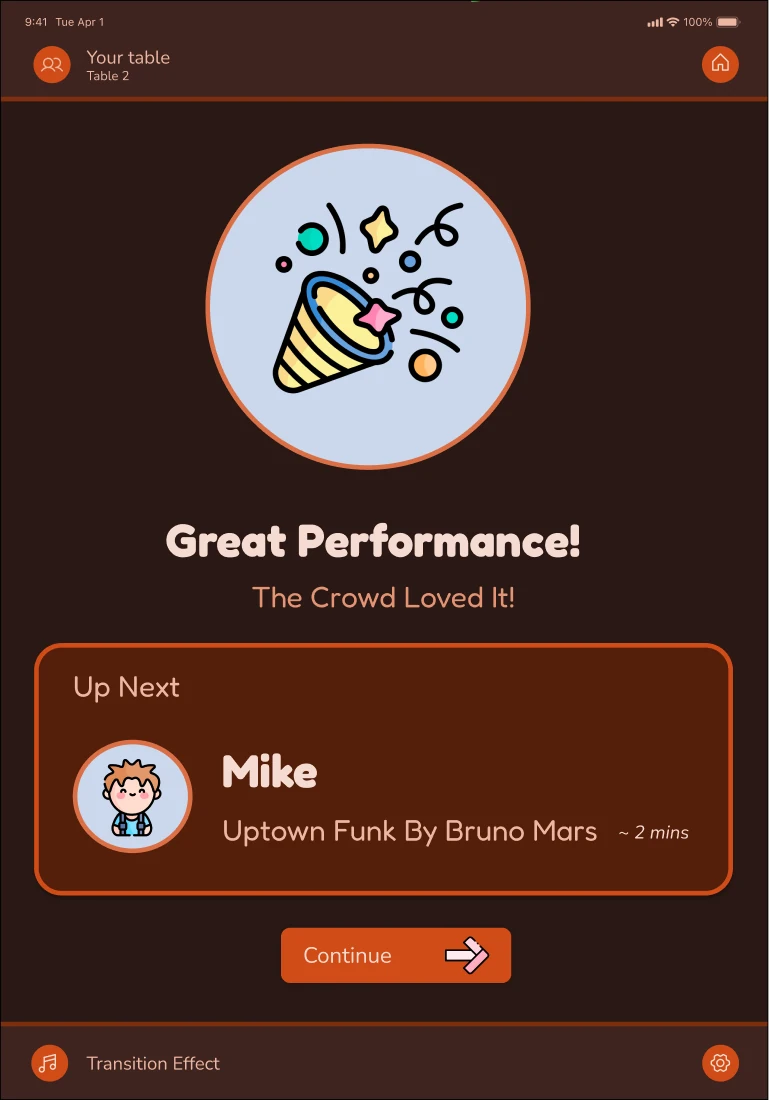 9:41 Tue Apr 1
100%
Your table
Table 2
Great Performance!
The Crowd Loved It!
Up Next
Mike
Uptown Funk By Bruno Mars ~ 2 mins
Continue
Transition Effect